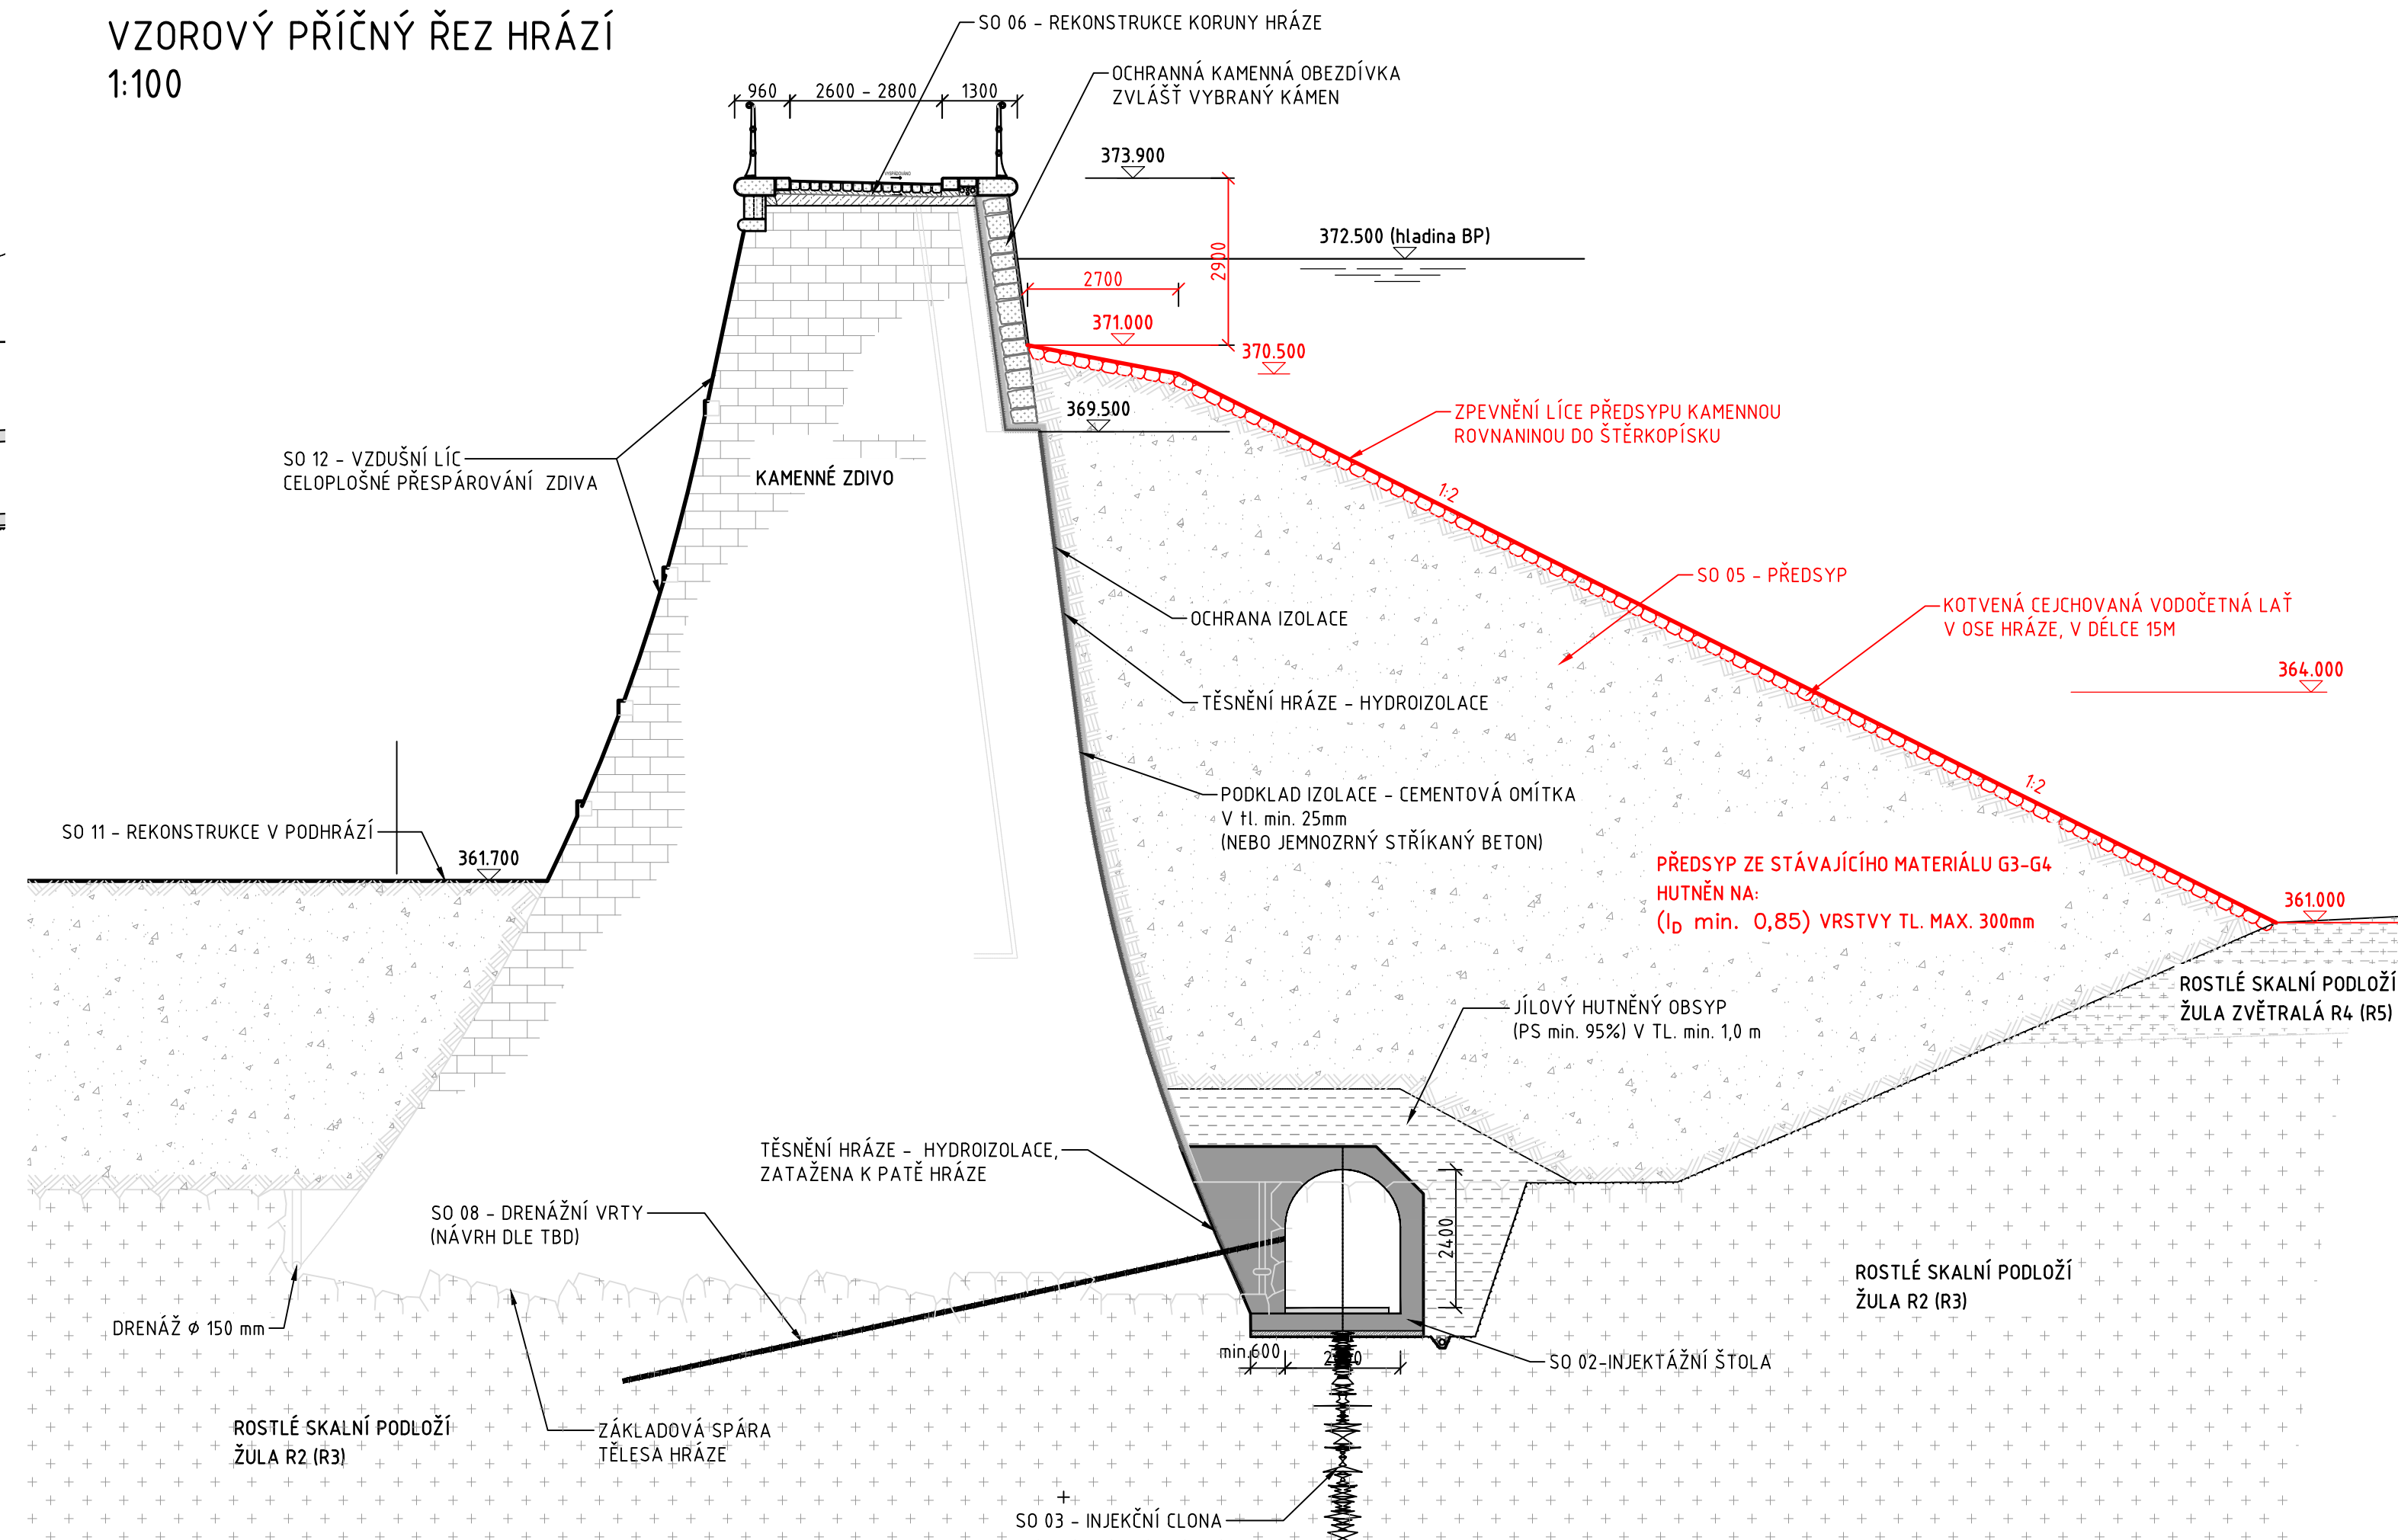 VZOROVÝ PŘÍČNÝ ŘEZ HRÁZÍ
1:100
SO 06 - REKONSTRUKCE KORUNY HRÁZE
OCHRANNÁ KAMENNÁ OBEZDÍVKA
ZVLÁŠŤ VYBRANÝ KÁMEN
960
2600 - 2800
1300
373.900
372.500 (hladina BP)
2900
2700
371.000
370.500
369.500
ZPEVNĚNÍ LÍCE PŘEDSYPU KAMENNOU
ROVNANINOU DO ŠTĚRKOPÍSKU
SO 12 - VZDUŠNÍ LÍC
CELOPLOŠNÉ PŘESPÁROVÁNÍ ZDIVA
KAMENNÉ ZDIVO
1:2
SO 05 - PŘEDSYP
KOTVENÁ CEJCHOVANÁ VODOČETNÁ LAŤ
V OSE HRÁZE, V DÉLCE 15M
OCHRANA IZOLACE
364.000
TĚSNĚNÍ HRÁZE - HYDROIZOLACE
1:2
PODKLAD IZOLACE - CEMENTOVÁ OMÍTKA
V tl. min. 25mm
(NEBO JEMNOZRNÝ STŘÍKANÝ BETON)
SO 11 - REKONSTRUKCE V PODHRÁZÍ
361.700
PŘEDSYP ZE STÁVAJÍCÍHO MATERIÁLU G3-G4
HUTNĚN NA:
(ID min. 0,85) VRSTVY TL. MAX. 300mm
361.000
ROSTLÉ SKALNÍ PODLOŽÍ
ŽULA ZVĚTRALÁ R4 (R5)
JÍLOVÝ HUTNĚNÝ OBSYP
(PS min. 95%) V TL. min. 1,0 m
TĚSNĚNÍ HRÁZE - HYDROIZOLACE,
ZATAŽENA K PATĚ HRÁZE
SO 08 - DRENÁŽNÍ VRTY
(NÁVRH DLE TBD)
2400
ROSTLÉ SKALNÍ PODLOŽÍ
ŽULA R2 (R3)
DRENÁŽ ϕ 150 mm
min.600
SO 02-INJEKTÁŽNÍ ŠTOLA
ROSTLÉ SKALNÍ PODLOŽÍ
ŽULA R2 (R3)
ZÁKLADOVÁ SPÁRA
TĚLESA HRÁZE
SO 03 - INJEKČNÍ CLONA